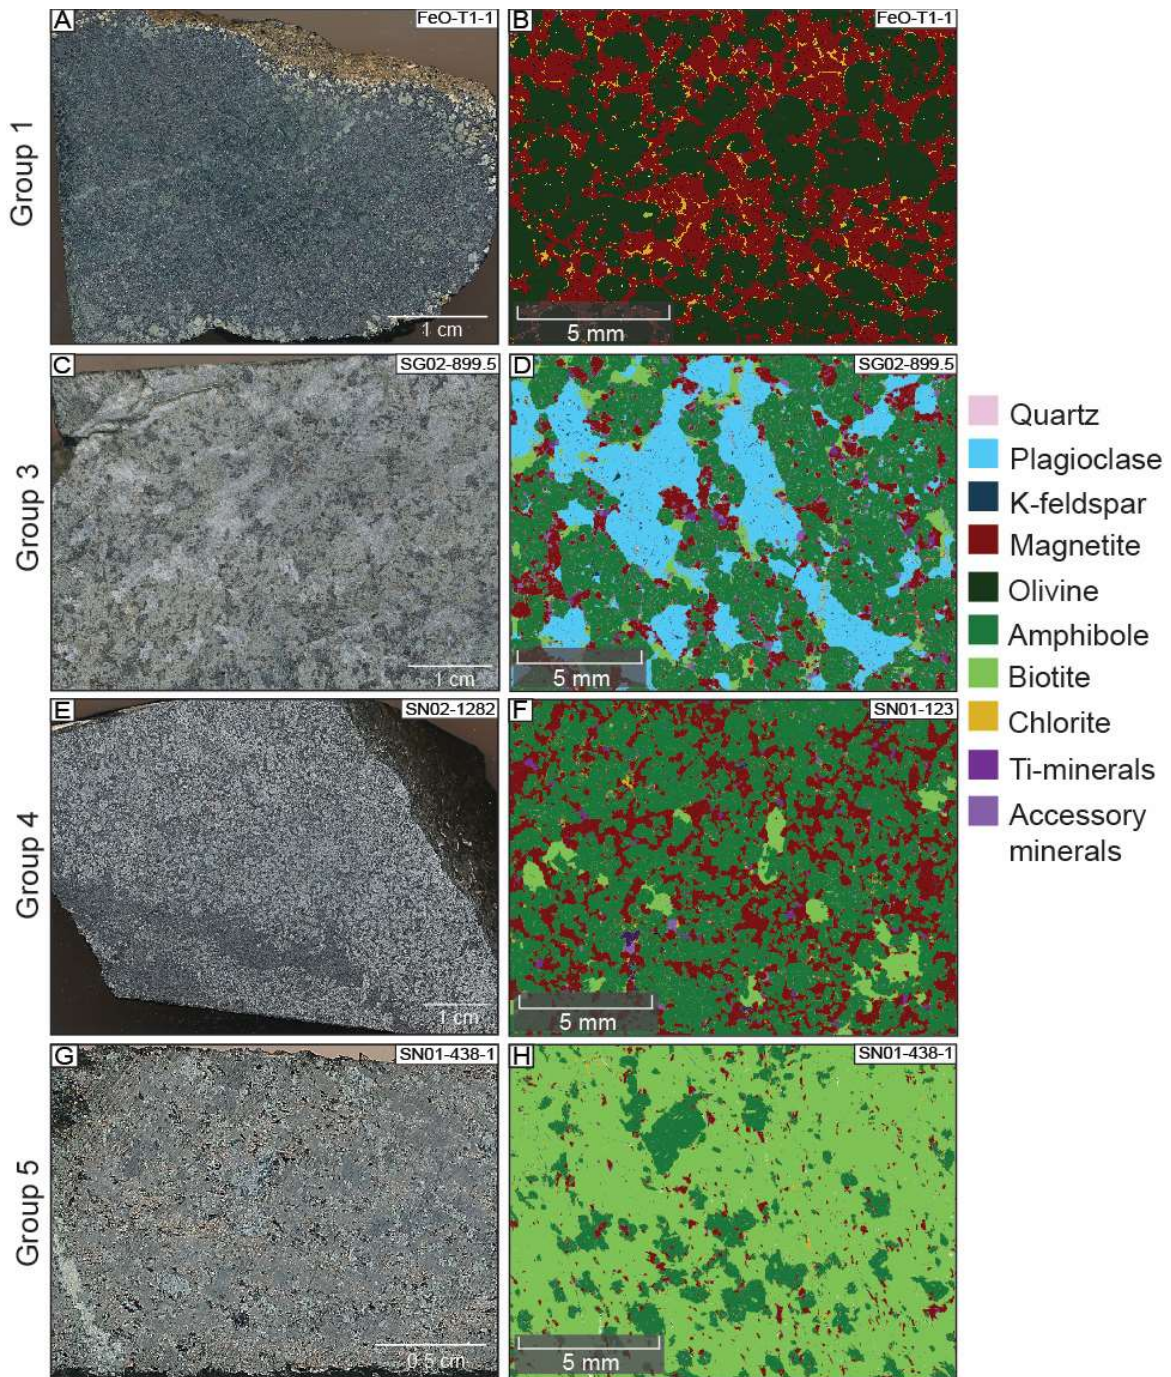 A
FeO-T1-1
B
FeO-T1-1
Group 1
1 cm
5 mm
C
SG02-899.5
D
SG02-899.5
Group 3
1 cm
5 mm
Quartz
Plagioclase
K-feldspar
Magnetite
Olivine
Amphibole
Biotite
Chlorite
Ti-minerals
Accessory
minerals
E
SN02-1282
F
SN01-123
Group 4
1 cm
5 mm
G
SN01-438-1
H
SN01-438-1
Group 5
0.5 cm
5 mm